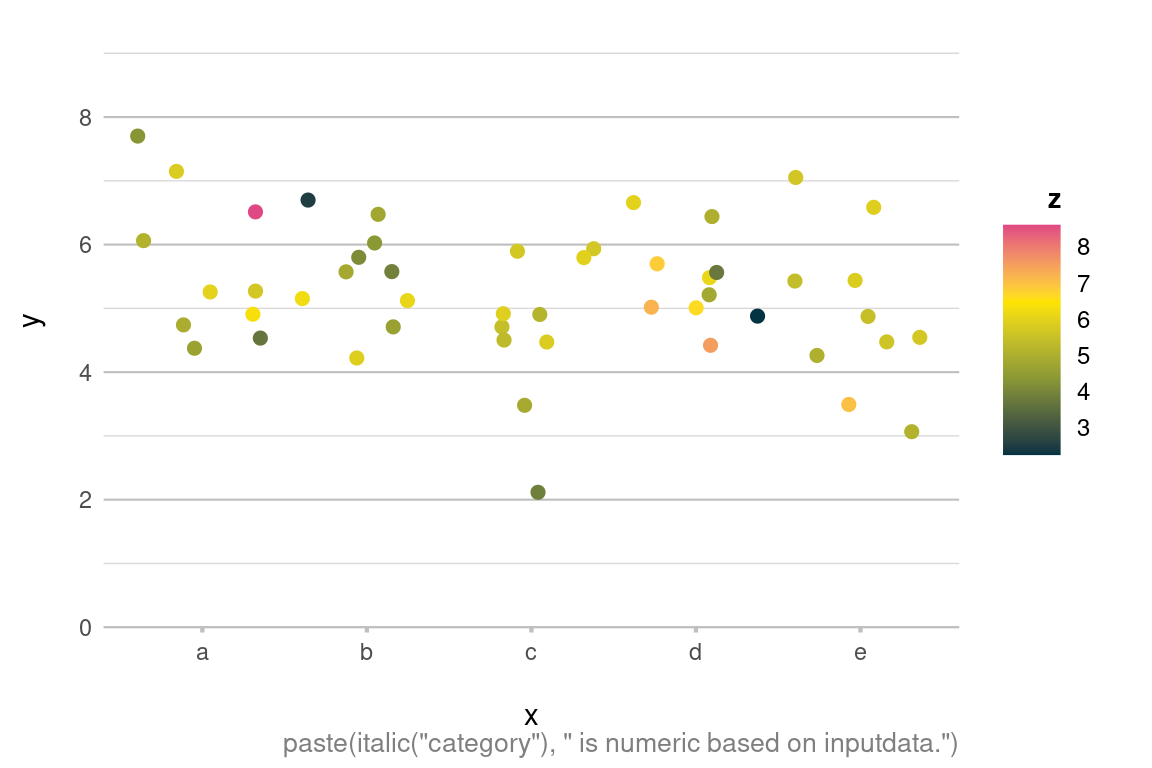 y
8
6
4
2
0
a b c d e
x
paste(italic("category"), " is numeric based on inputdata.")
z
8
7
6
5
4
3